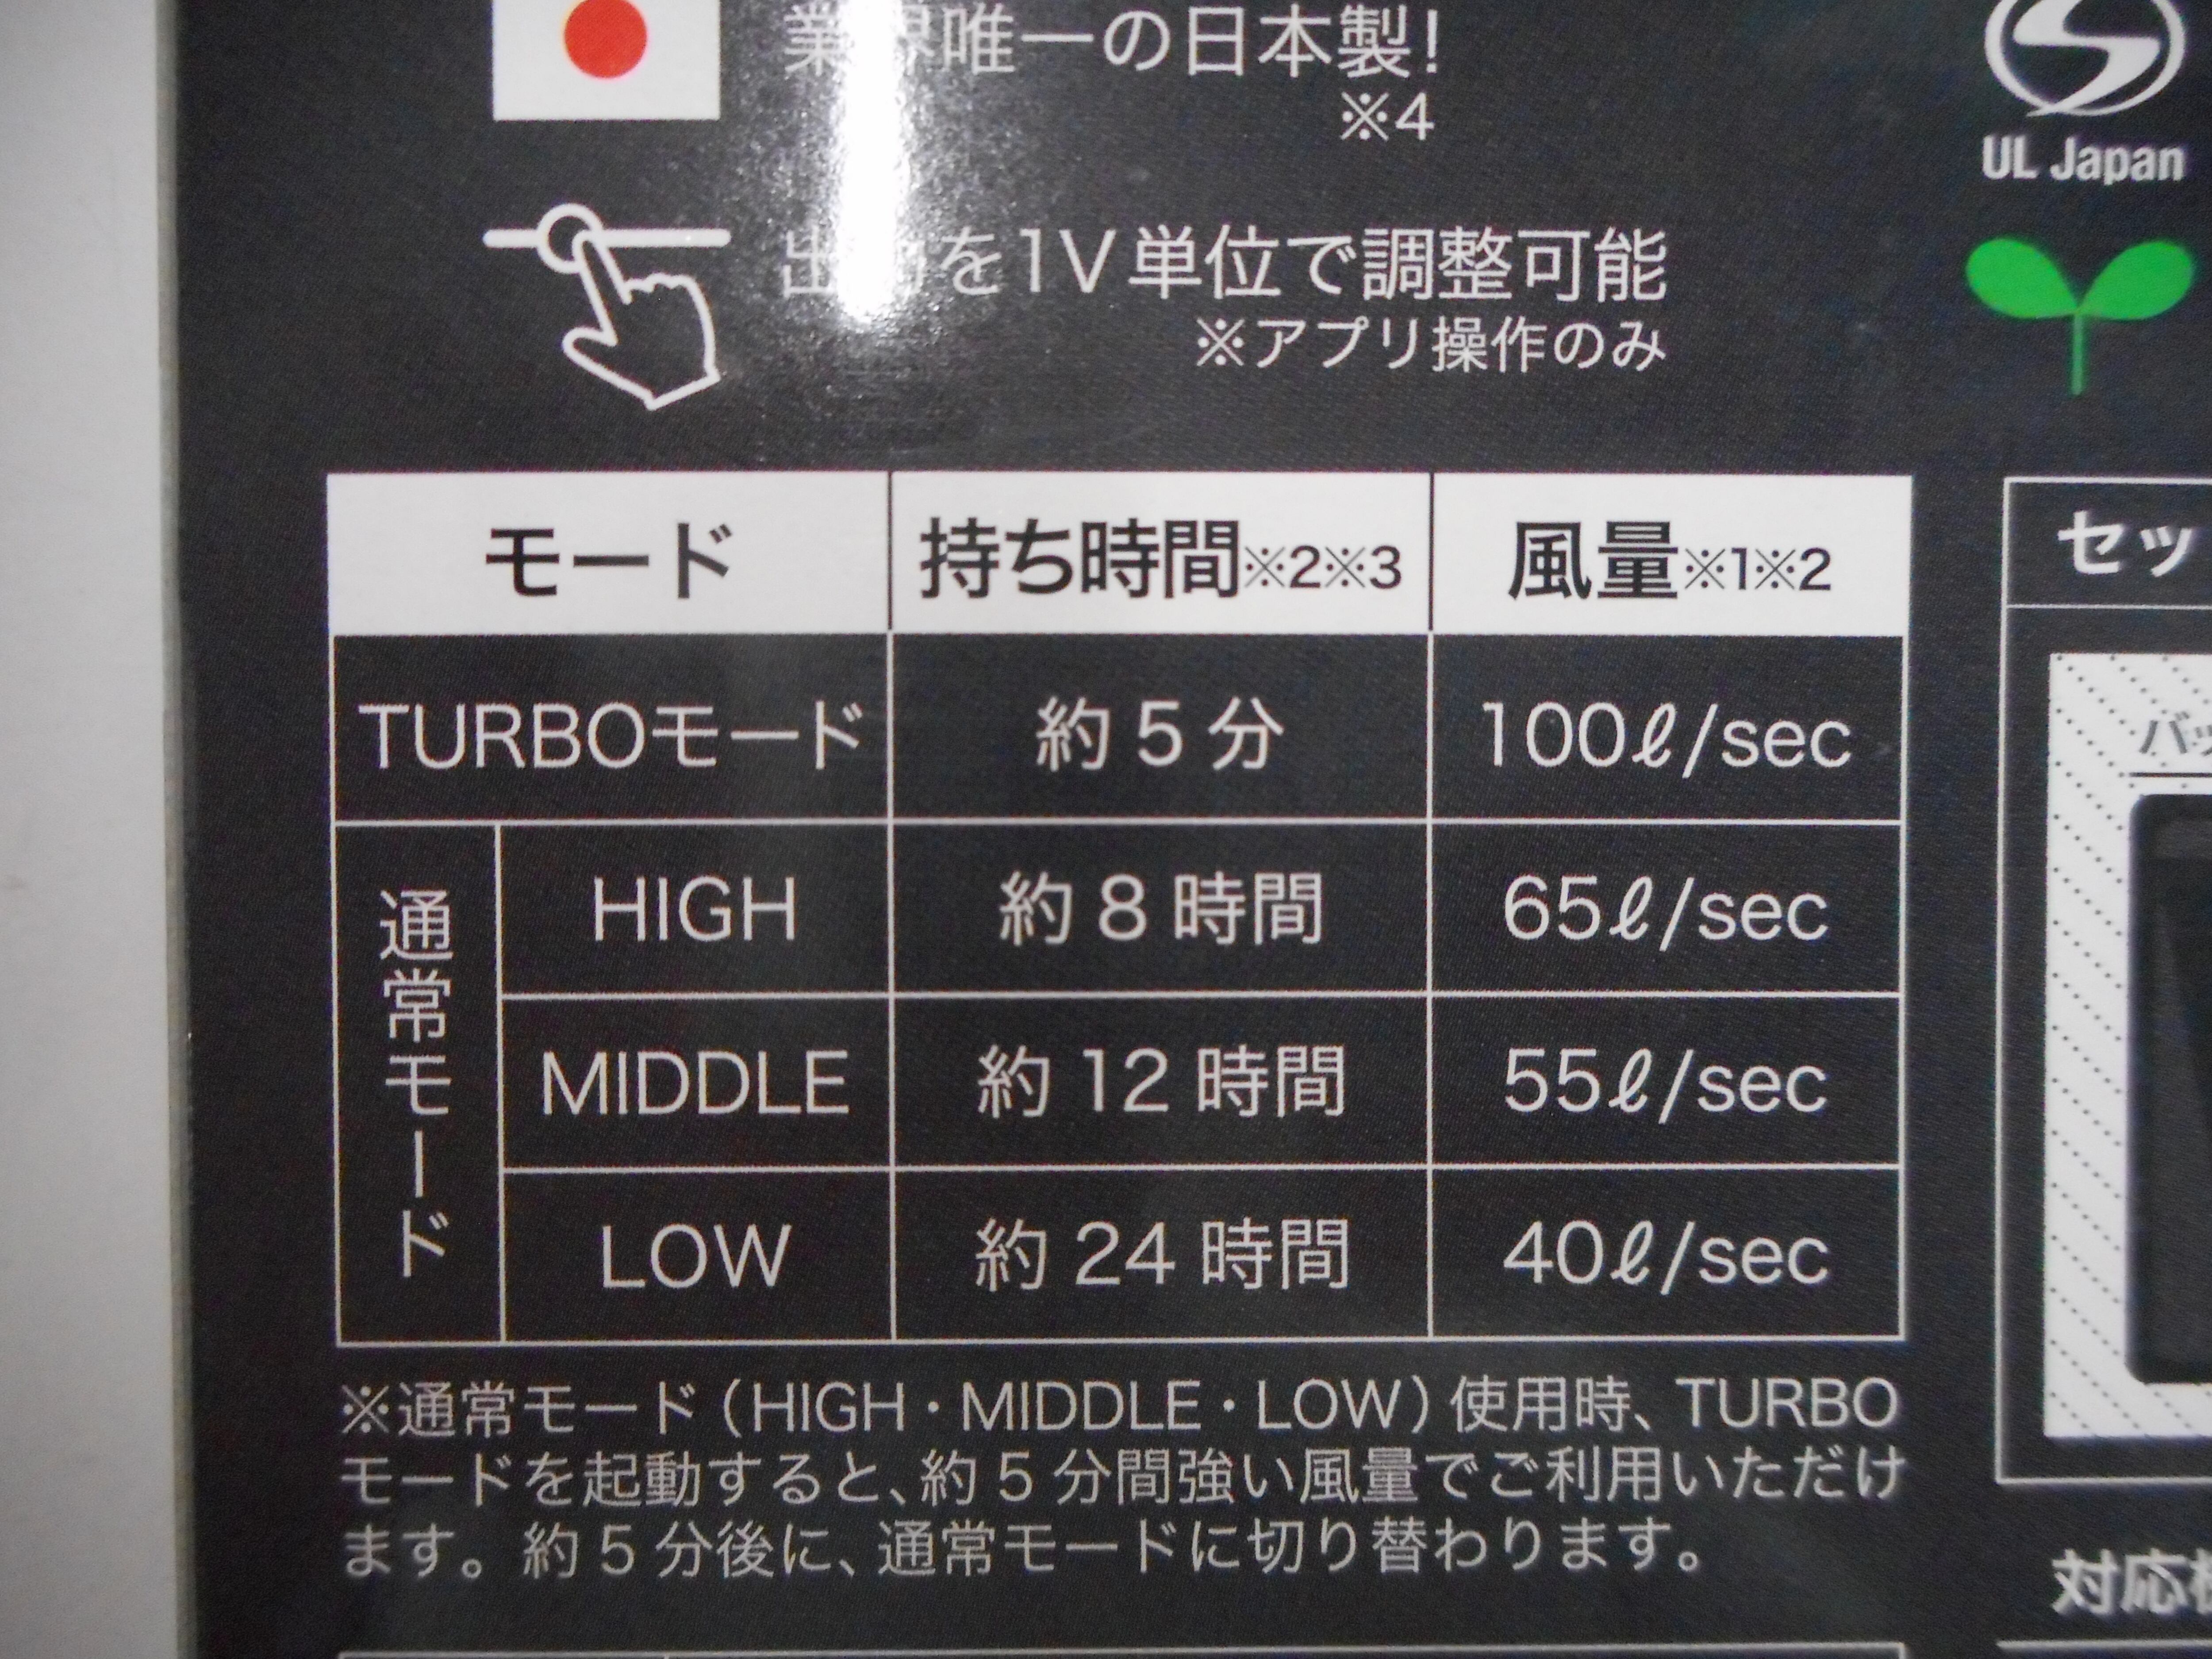 業界唯一の日本製!
※4
UL Japan
出力を1V単位で調整可能
※アプリ操作のみ
モード 持ち時間※2※3 風量※1※2
TURBOモード 約5分 100ℓ/sec
通常モード
HIGH 約8時間 65ℓ/sec
MIDDLE 約12時間 55ℓ/sec
LOW 約24時間 40ℓ/sec
※通常モード(HIGH・MIDDLE・LOW)使用時、TURBO
モードを起動すると、約5分間強い風量でご利用いただけ
ます。約5分後に、通常モードに切り替わります。
セッ
バッ
対応